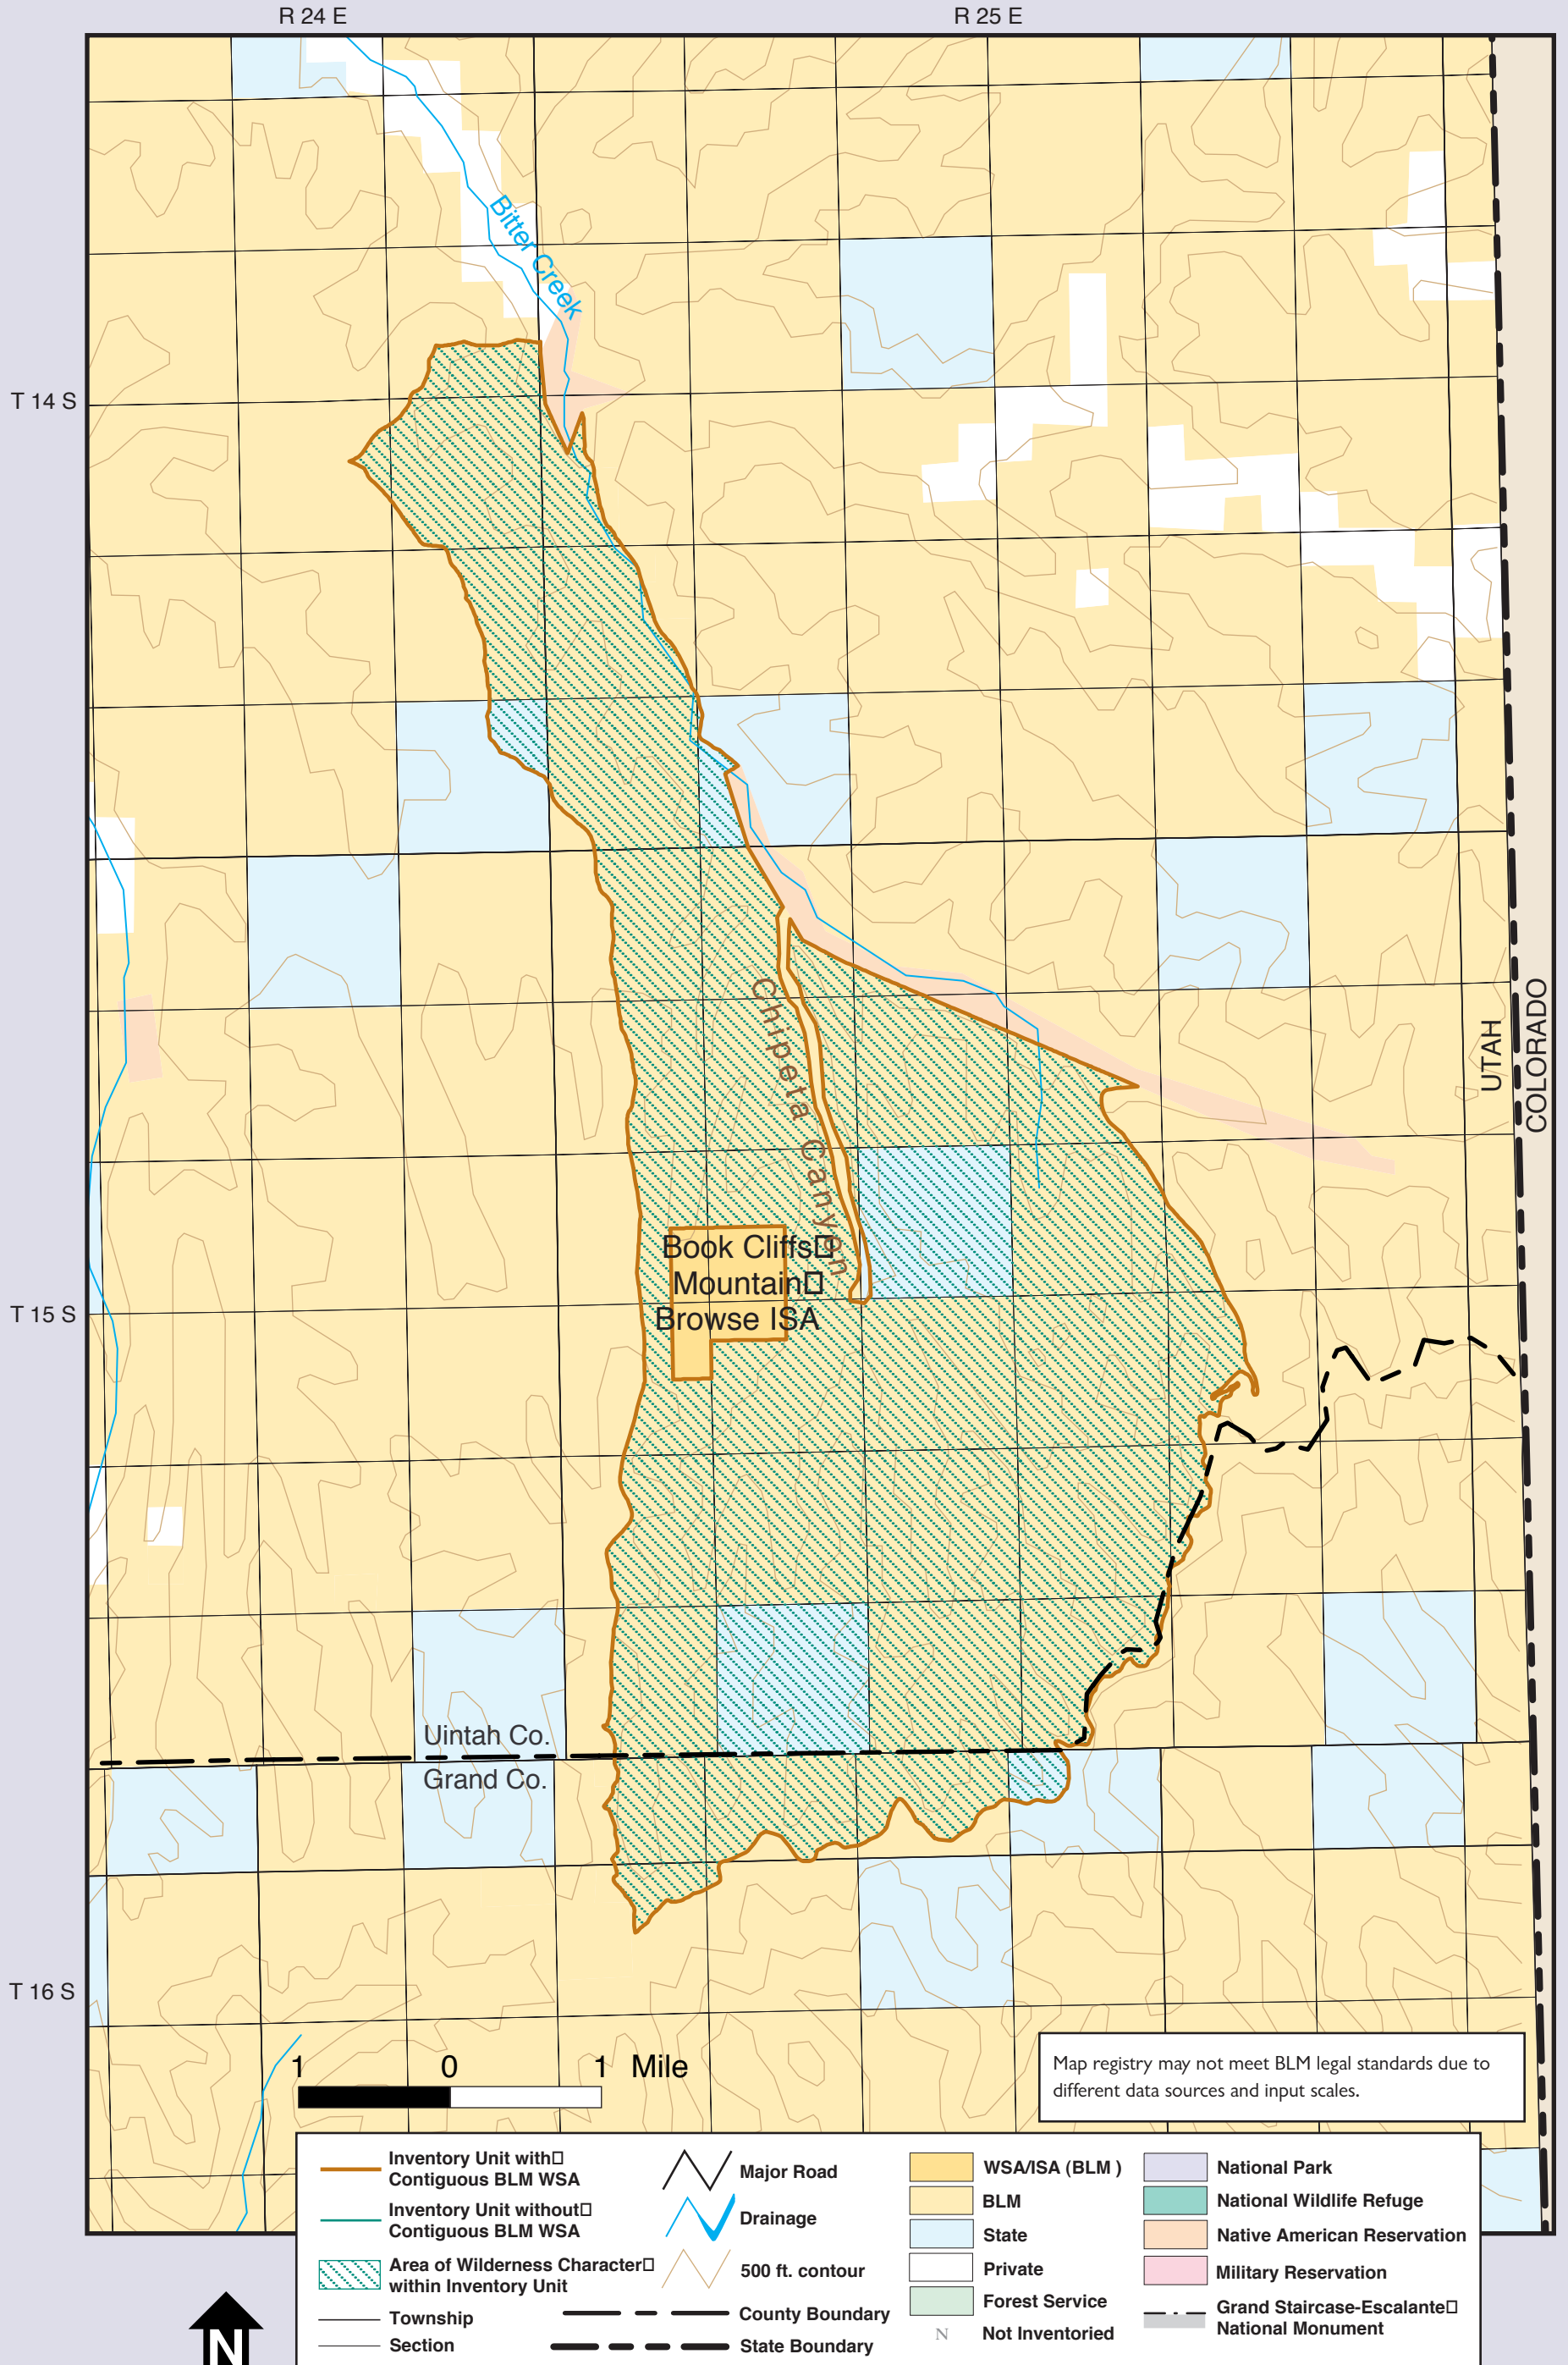 R 24 E
R 25 E
Bitter Creek
T 14 S
Chipeta Canyon
UTAH
COLORADO
Book Cliffs
Mountain
Browse ISA
T 15 S
Uintah Co.
Grand Co.
T 16 S
1 0 1 Mile
Map registry may not meet BLM legal standards due to
different data sources and input scales.
Inventory Unit with
Contiguous BLM WSA
Inventory Unit without
Contiguous BLM WSA
Area of Wilderness Character
within Inventory Unit
Township
Section
Major Road
Drainage
500 ft. contour
County Boundary
State Boundary
WSA/ISA (BLM )
BLM
State
Private
Forest Service
N Not Inventoried
National Park
National Wildlife Refuge
Native American Reservation
Military Reservation
Grand Staircase-Escalante
National Monument
N